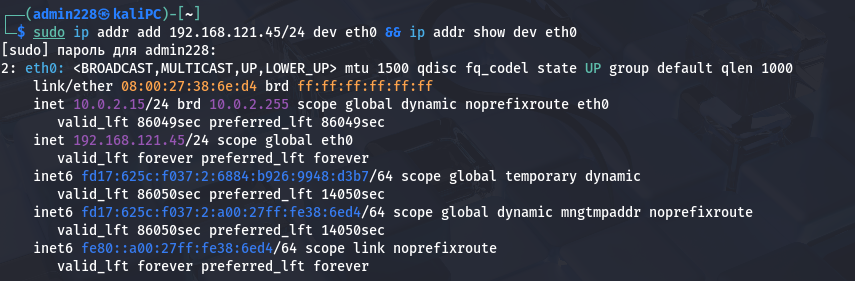 ┌──(admin228㉿kaliPC)-[~]
└─$ sudo ip addr add 192.168.121.45/24 dev eth0 && ip addr show dev eth0
[sudo] пароль для admin228:
2: eth0: <BROADCAST,MULTICAST,UP,LOWER_UP> mtu 1500 qdisc fq_codel state UP group default qlen 1000
    link/ether 08:00:27:38:6e:d4 brd ff:ff:ff:ff:ff:ff
    inet 10.0.2.15/24 brd 10.0.2.255 scope global dynamic noprefixroute eth0
       valid_lft 86049sec preferred_lft 86049sec
    inet 192.168.121.45/24 scope global eth0
       valid_lft forever preferred_lft forever
    inet6 fd17:625c:f037:2:6884:b926:9948:d3b7/64 scope global temporary dynamic
       valid_lft 86050sec preferred_lft 14050sec
    inet6 fd17:625c:f037:2:a00:27ff:fe38:6ed4/64 scope global dynamic mngtmpaddr noprefixroute
       valid_lft 86050sec preferred_lft 14050sec
    inet6 fe80::a00:27ff:fe38:6ed4/64 scope link noprefixroute
       valid_lft forever preferred_lft forever